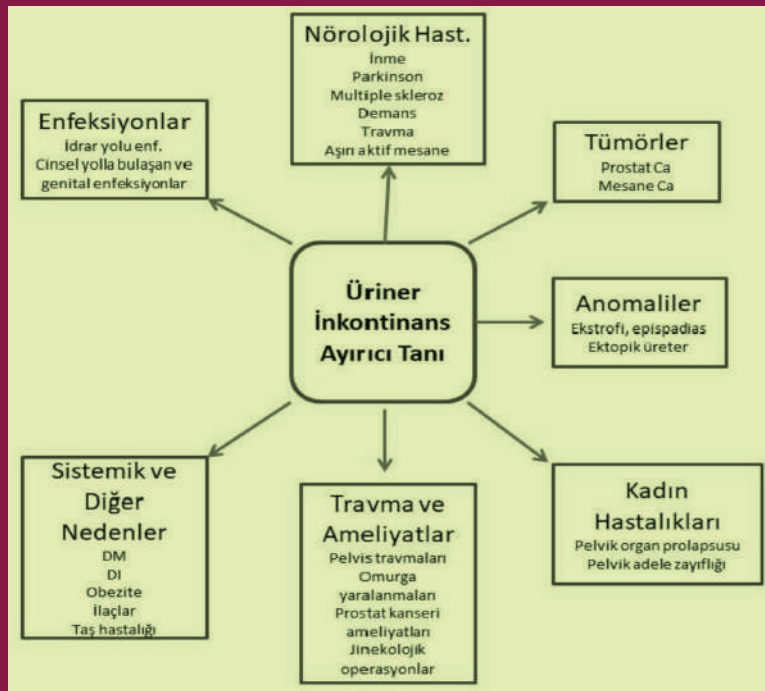 Nörolojik Hast.
İnme
Parkinson
Multiple skleroz
Demans
Travma
Aşırı aktif mesane
Enfeksiyonlar
İdrar yolu enf.
Cinsel yolla bulaşan ve
genital enfeksiyonlar
Tümörler
Prostat Ca
Mesane Ca
Üriner
İnkontinans
Ayırıcı Tanı
Anomaliler
Ekstrofi, epispadias
Ektopik üreter
Sistemik ve
Diğer
Nedenler
DM
DI
Obezite
İlaçlar
Taş hastalığı
Travma ve
Ameliyatlar
Pelvis travmaları
Omurga
yaralanmaları
Prostat kanseri
ameliyatları
Jinekolojik
operasyonlar
Kadın
Hastalıkları
Pelvik organ prolapsusu
Pelvik adele zayıflığı